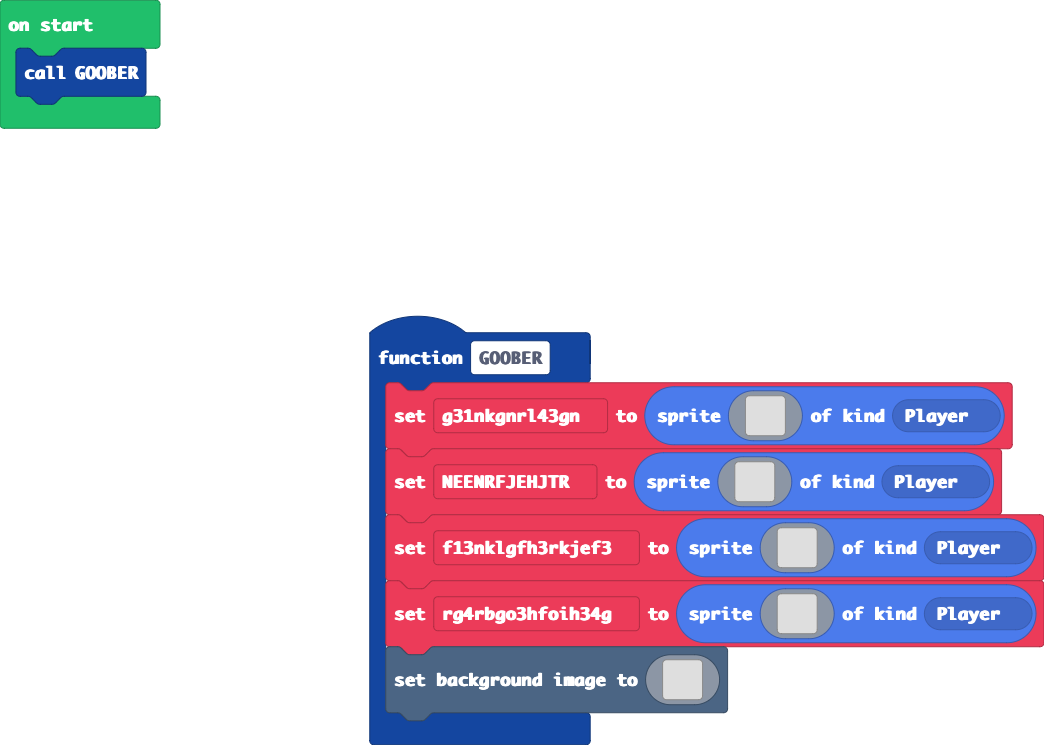 on start
call GOOBER
function GOOBER
set g31nkgnrl43gn to sprite of kind Player
set NEENRFJEHJTR to sprite of kind Player
set f13nklgfh3rkjef3 to sprite of kind Player
set rg4rbgo3hfoih34g to sprite of kind Player
set background image to